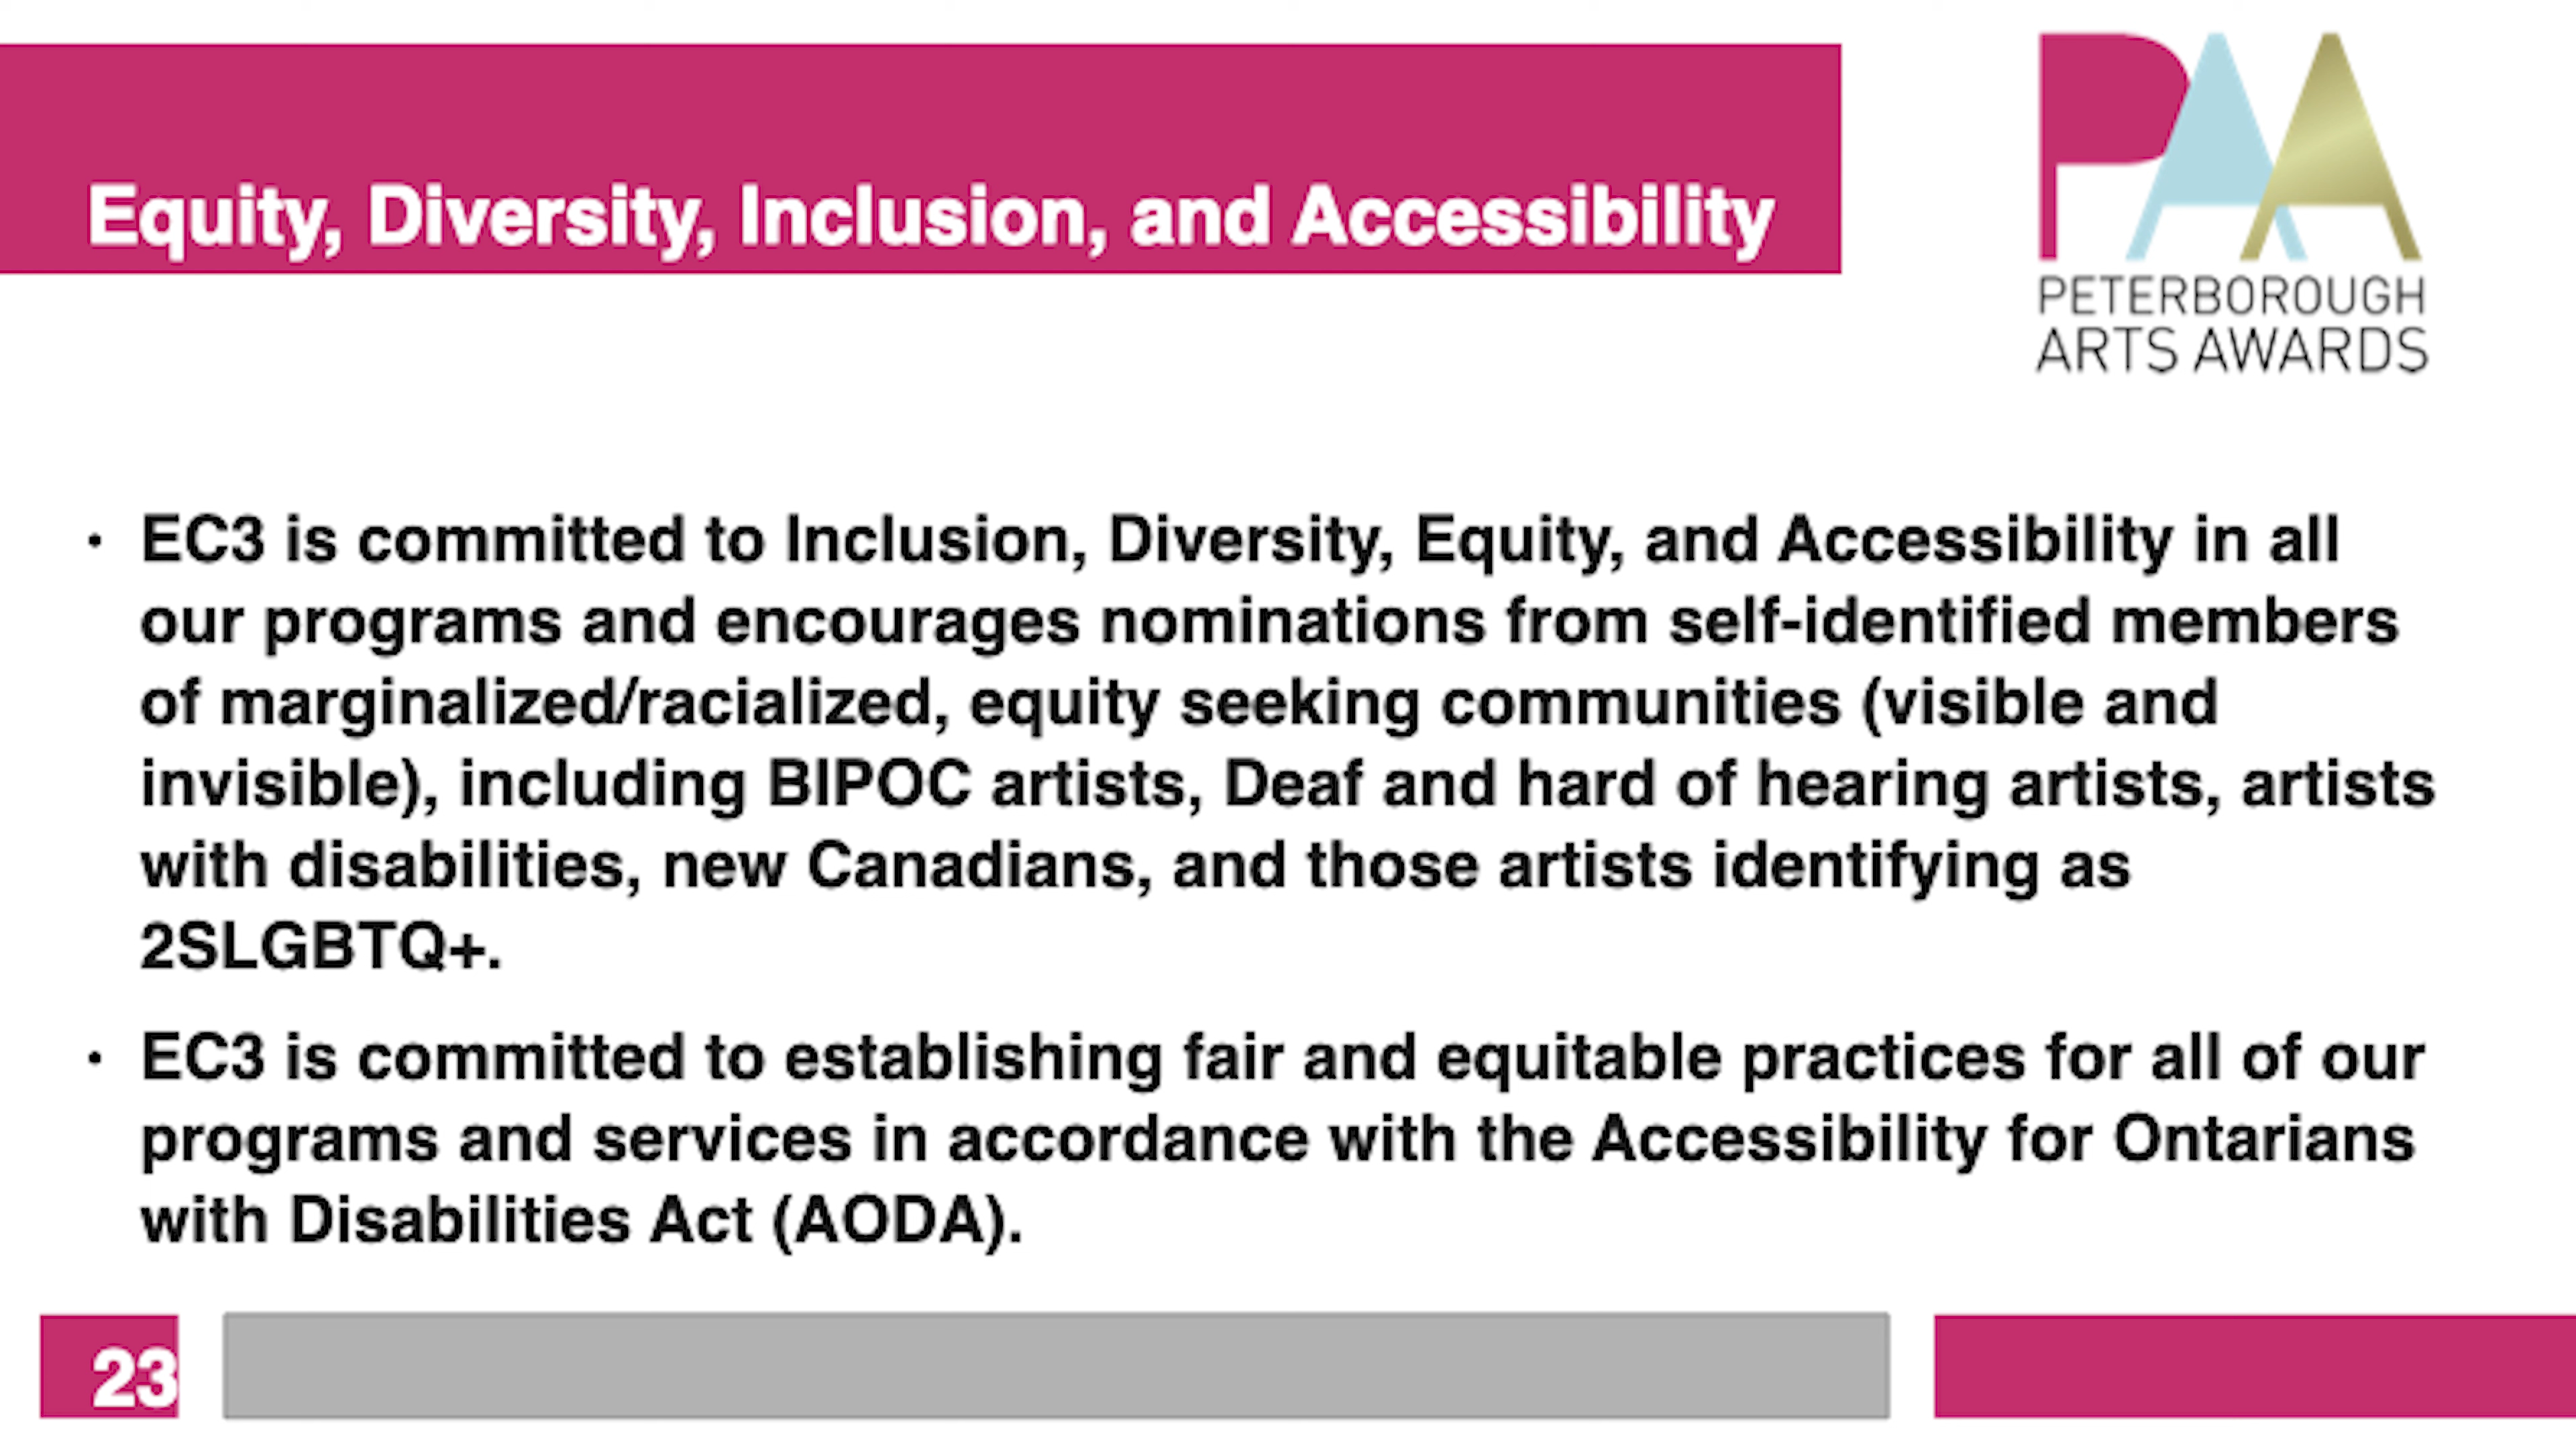 Equity, Diversity, Inclusion, and Accessibility
PAA
PETERBOROUGH
ARTS AWARDS
· EC3 is committed to Inclusion, Diversity, Equity, and Accessibility in all
our programs and encourages nominations from self-identified members
of marginalized/racialized, equity seeking communities (visible and
invisible), including BIPOC artists, Deaf and hard of hearing artists, artists
with disabilities, new Canadians, and those artists identifying as
2SLGBTQ+.
· EC3 is committed to establishing fair and equitable practices for all of our
programs and services in accordance with the Accessibility for Ontarians
with Disabilities Act (AODA).
23